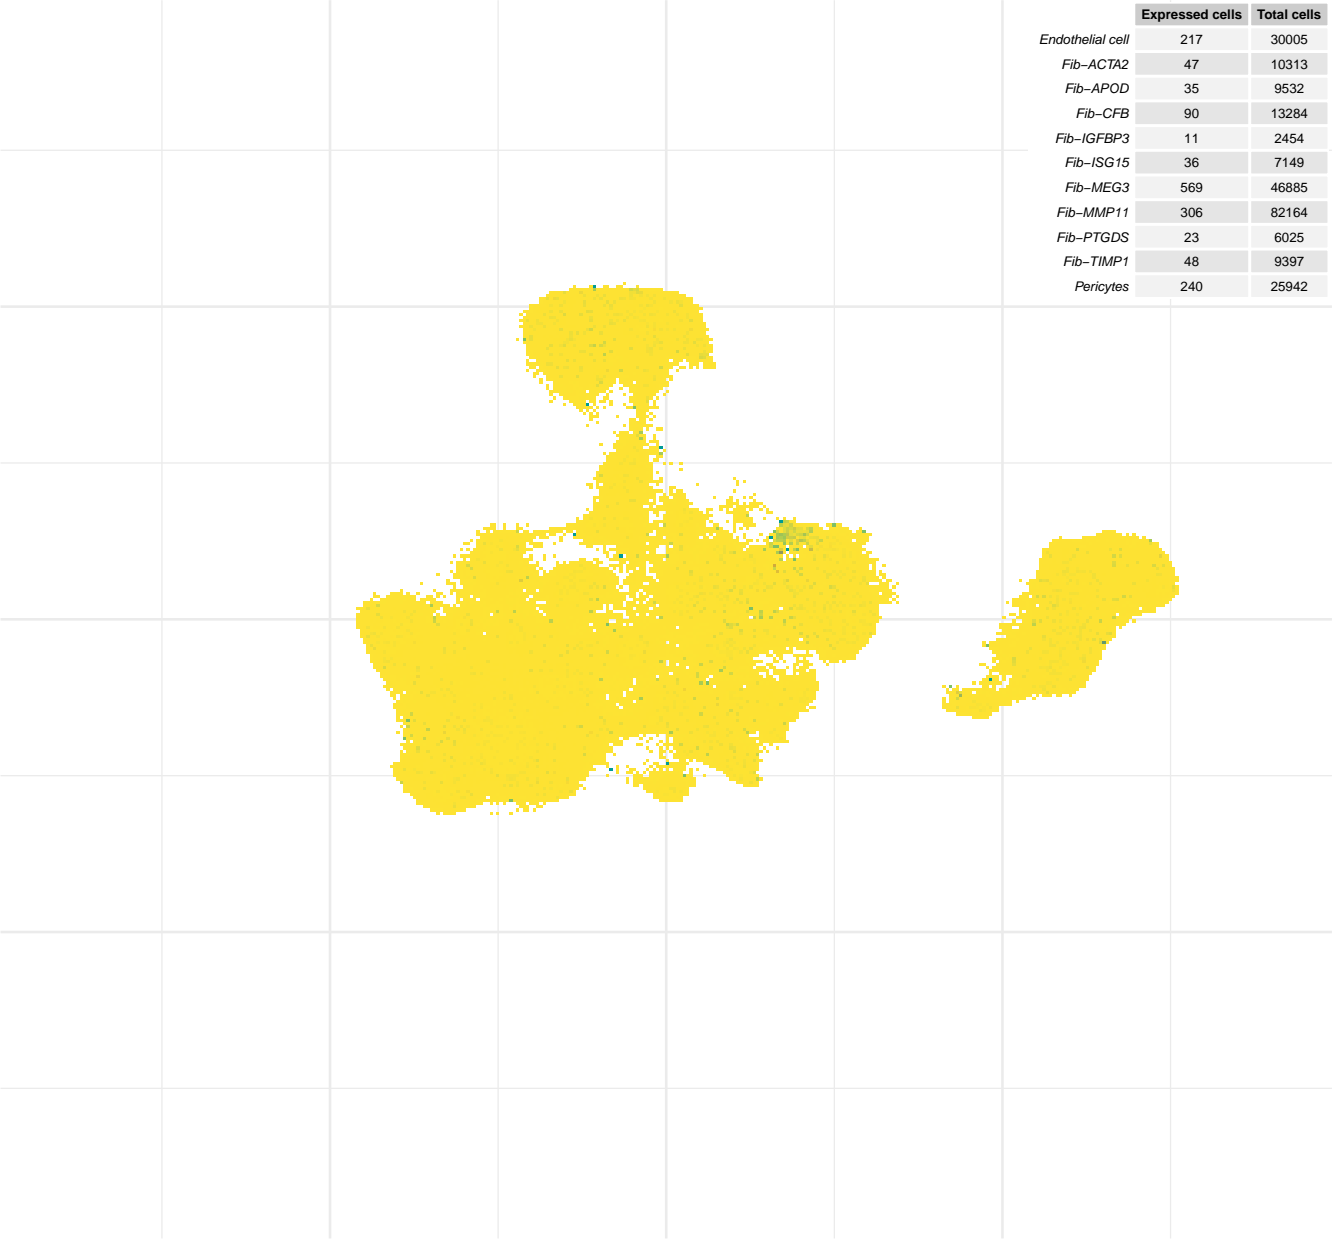 Expressed cells Total cells
Endothelial cell 217 30005
Fib−ACTA2 47 10313
Fib−APOD 35 9532
Fib−CFB 90 13284
Fib−IGFBP3 11 2454
Fib−ISG15 36 7149
Fib−MEG3 569 46885
Fib−MMP11 306 82164
Fib−PTGDS 23 6025
Fib−TIMP1 48 9397
Pericytes 240 25942